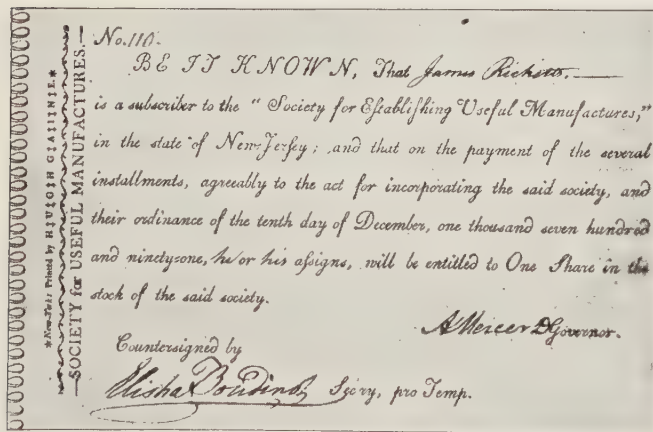 No. 110.
BE IT KNOWN, That James Ricketts.
is a subscriber to the "Society for Eſtabliſhing Uſeful Manufactures,"
in the state of New-Jerſey; and that on the payment of the several
installments, agreeably to the act for incorporating the said society, and
their ordinance of the tenth day of December, one thousand seven hundred
and ninety-one, he or his aſsigns, will be entitled to One Share in the
stock of the said society.
A Mercer D Governor.
Countersigned by
Elisha Boudinot Secry, pro Temp.
—SOCIETY for USEFUL MANUFACTURES.—
*New-York: Printed by HUGH GAINE.*